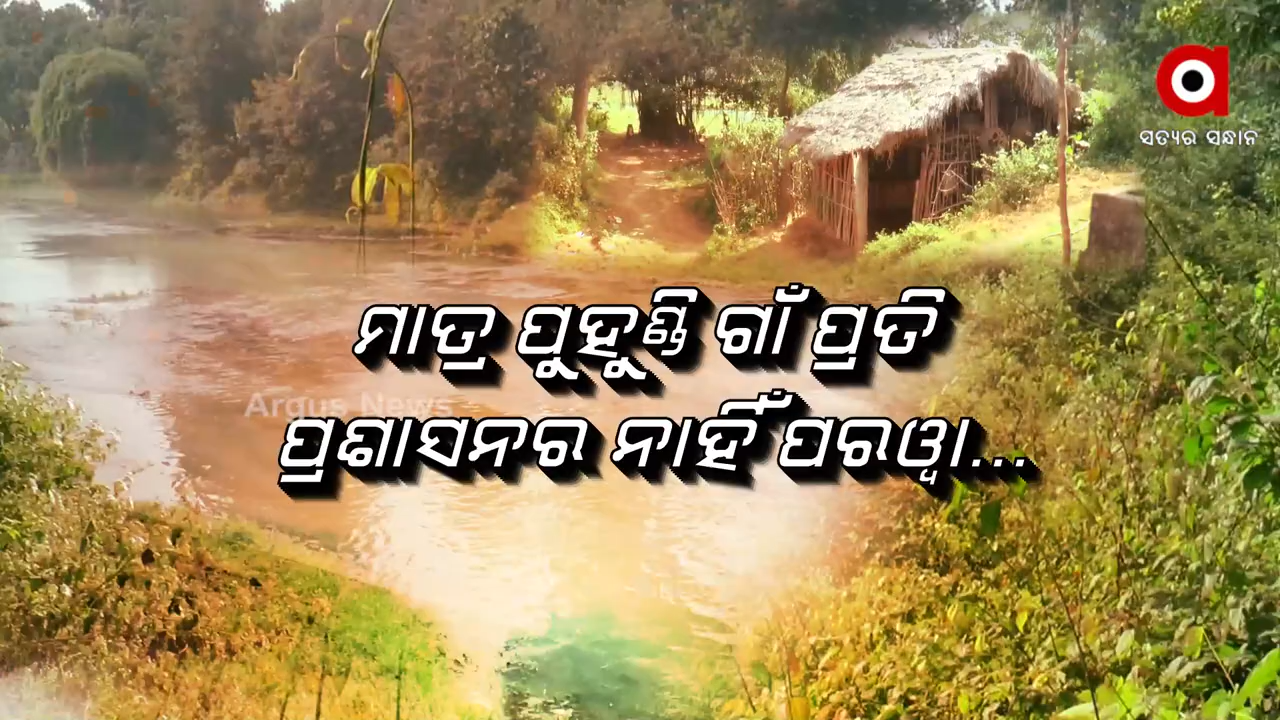 ସତ୍ୟର ସନ୍ଧାନ
ମାତ୍ର ପୁହୁଣ୍ଡି ଗାଁ ପ୍ରତି
Argus News
ପ୍ରଶାସନର ନାହିଁ ପରୱା...